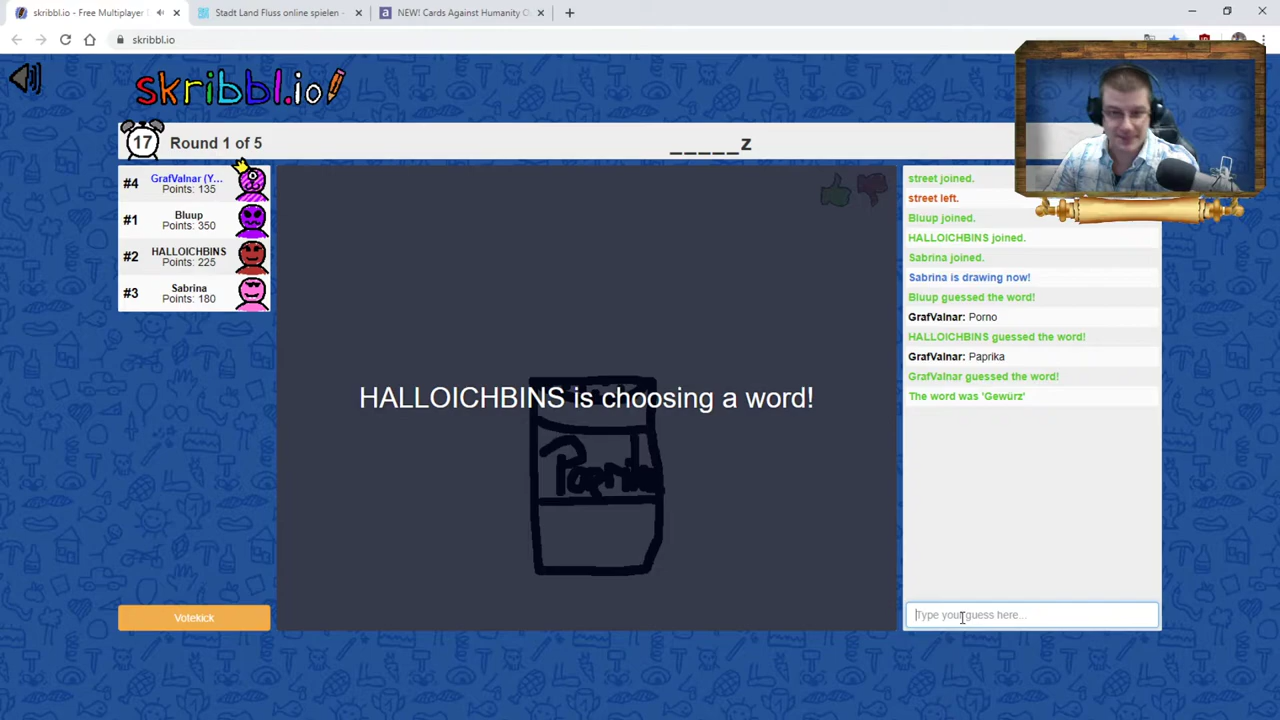 skribbl.io - Free Multiplayer
Stadt Land Fluss online spielen -
NEW! Cards Against Humanity O
skribbl.io
skribbl.io
17
Round 1 of 5
_____z
#4
GrafValnar (Y...
Points: 135
#1
Bluup
Points: 350
#2
HALLOICHBINS
Points: 225
#3
Sabrina
Points: 180
Votekick
HALLOICHBINS is choosing a word!
Paprika
street joined.
street left.
Bluup joined.
HALLOICHBINS joined.
Sabrina joined.
Sabrina is drawing now!
Bluup guessed the word!
GrafValnar: Porno
HALLOICHBINS guessed the word!
GrafValnar: Paprika
GrafValnar guessed the word!
The word was 'Gewürz'
Type your guess here...